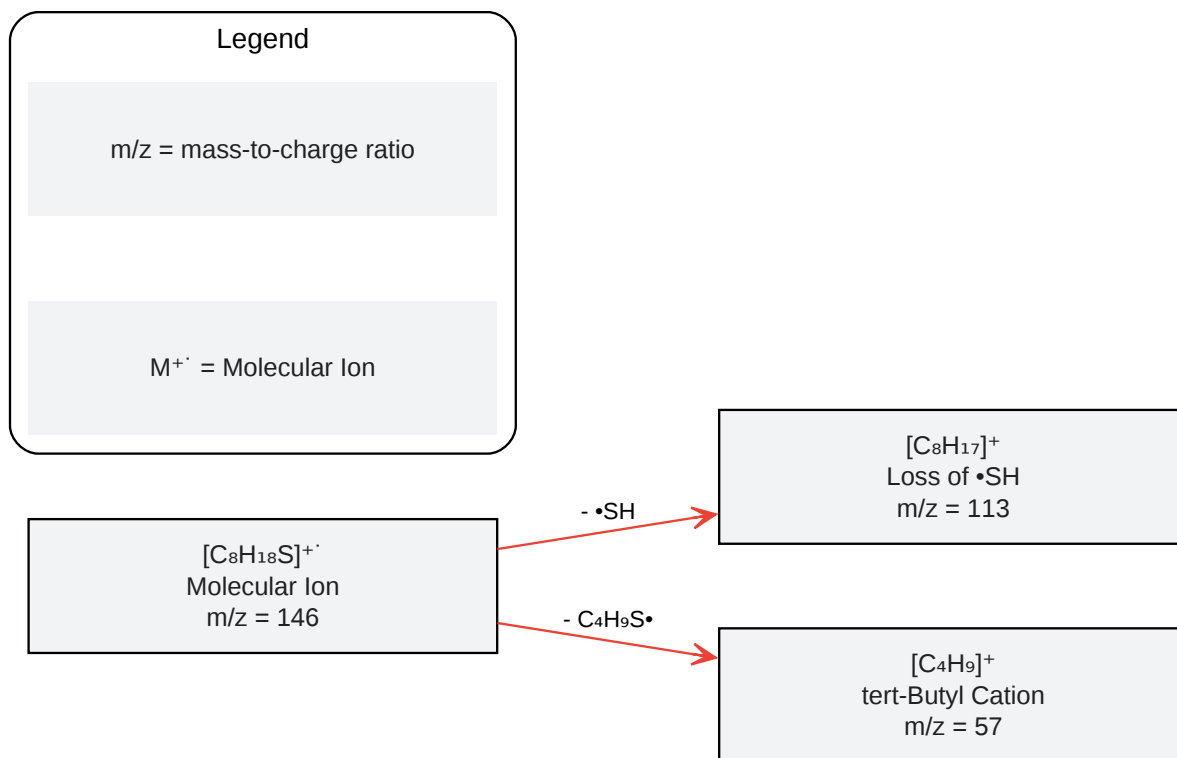 Legend
m/z = mass-to-charge ratio
M⁺˙ = Molecular Ion
[C₈H₁₈S]⁺˙
Molecular Ion
m/z = 146
- •SH
- C₄H₉S•
[C₈H₁₇]⁺
Loss of •SH
m/z = 113
[C₄H₉]⁺
tert-Butyl Cation
m/z = 57